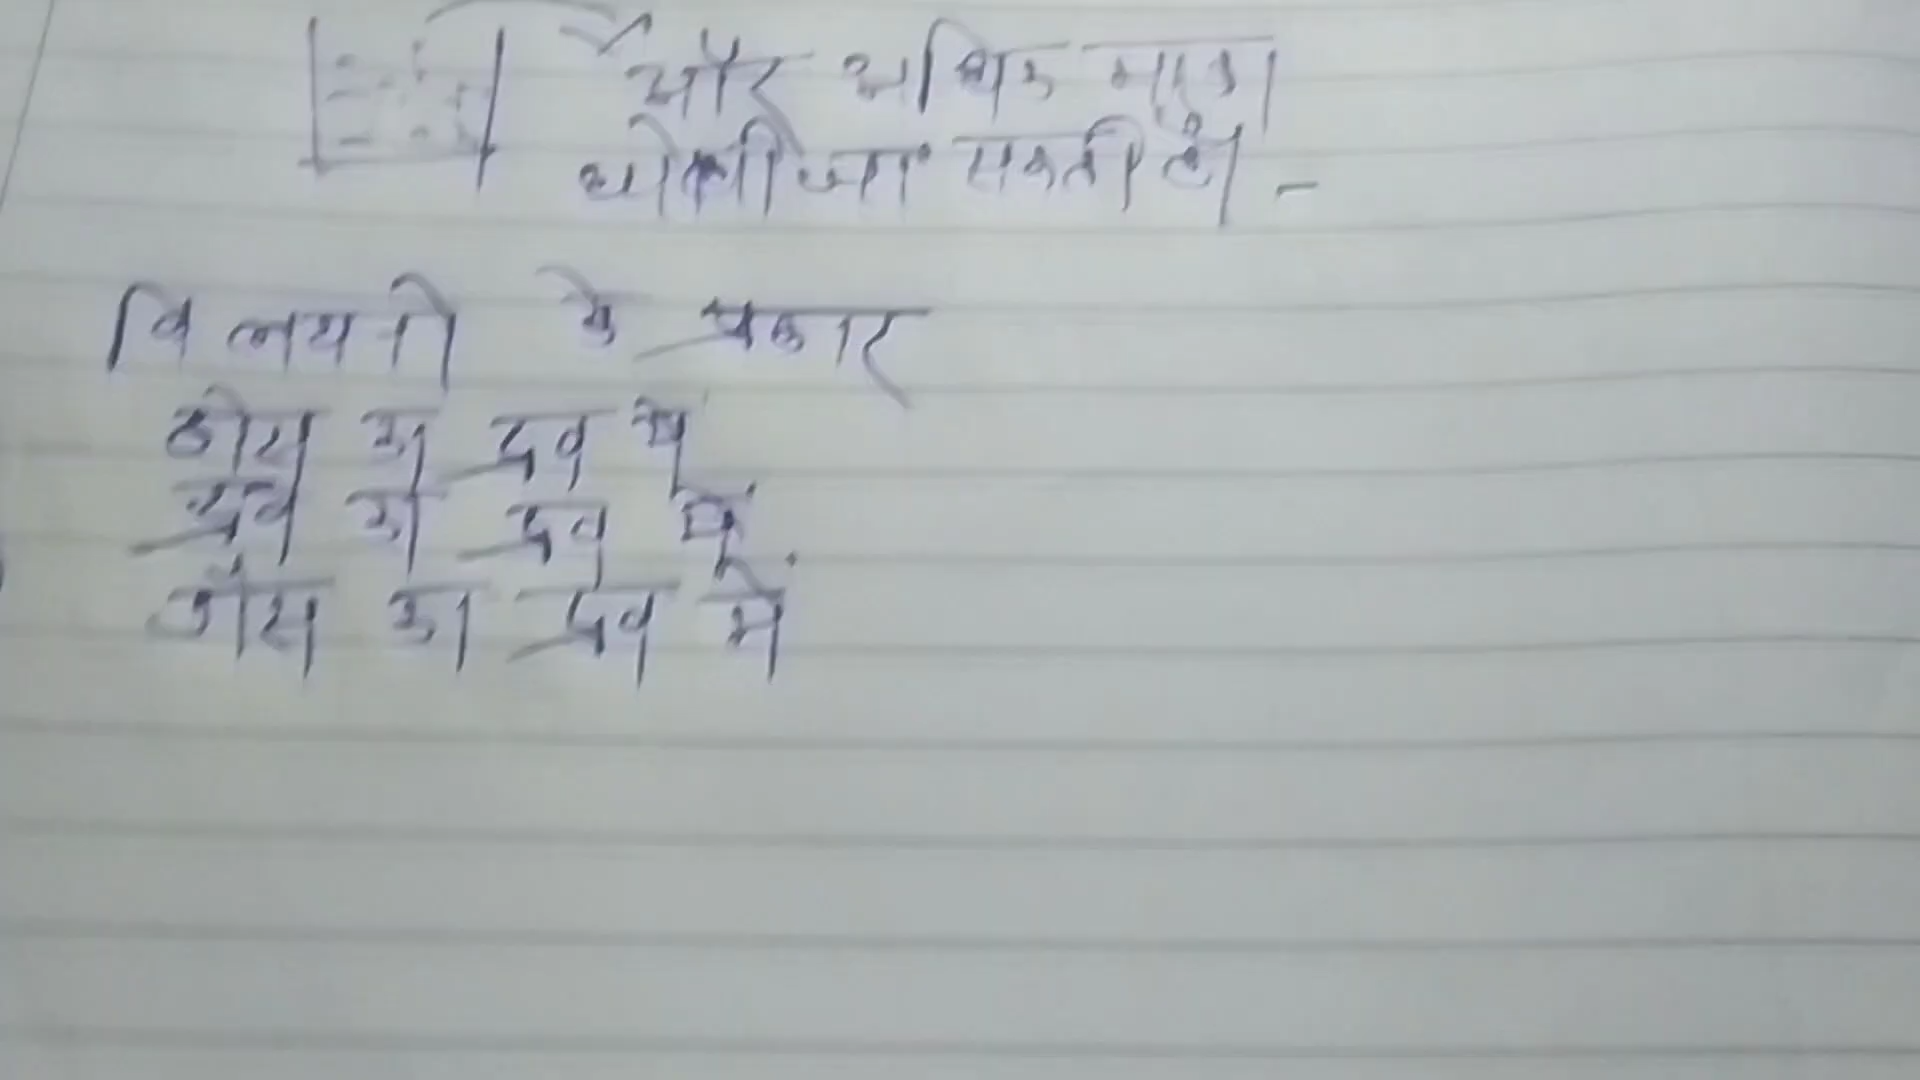 और अधिक मात्रा
घोली जा सकती है। -
विलयनो के प्रकार
ठोस का द्रव में
द्रव का द्रव में
गैस का द्रव में